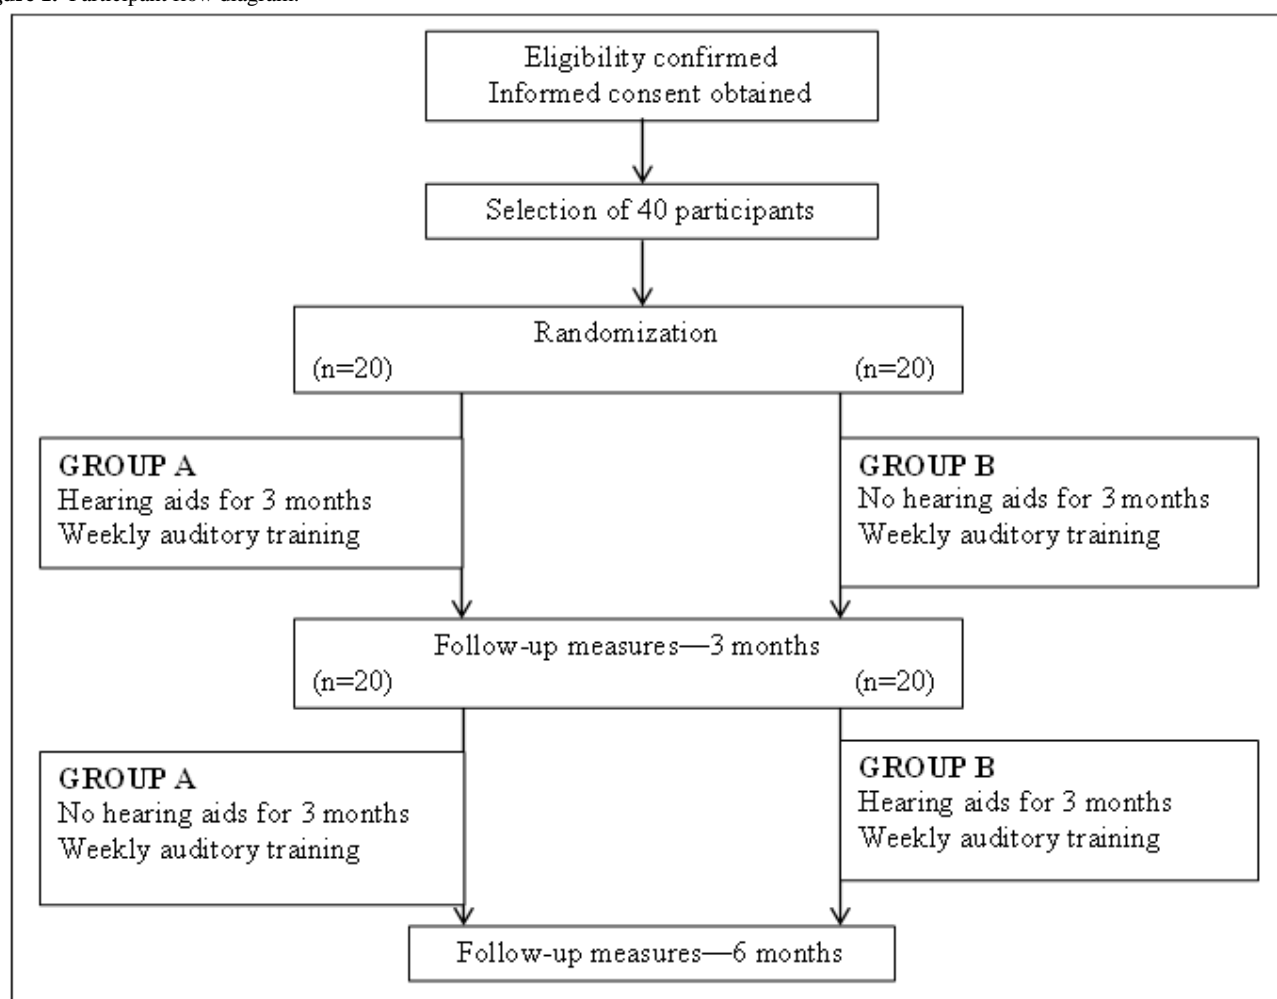 Participant flow diagram.
Eligibility confirmed
Informed consent obtained
Selection of 40 participants
Randomization
(n=20) (n=20)
GROUP A
Hearing aids for 3 months
Weekly auditory training
GROUP B
No hearing aids for 3 months
Weekly auditory training
Follow-up measures—3 months
(n=20) (n=20)
GROUP A
No hearing aids for 3 months
Weekly auditory training
GROUP B
Hearing aids for 3 months
Weekly auditory training
Follow-up measures—6 months